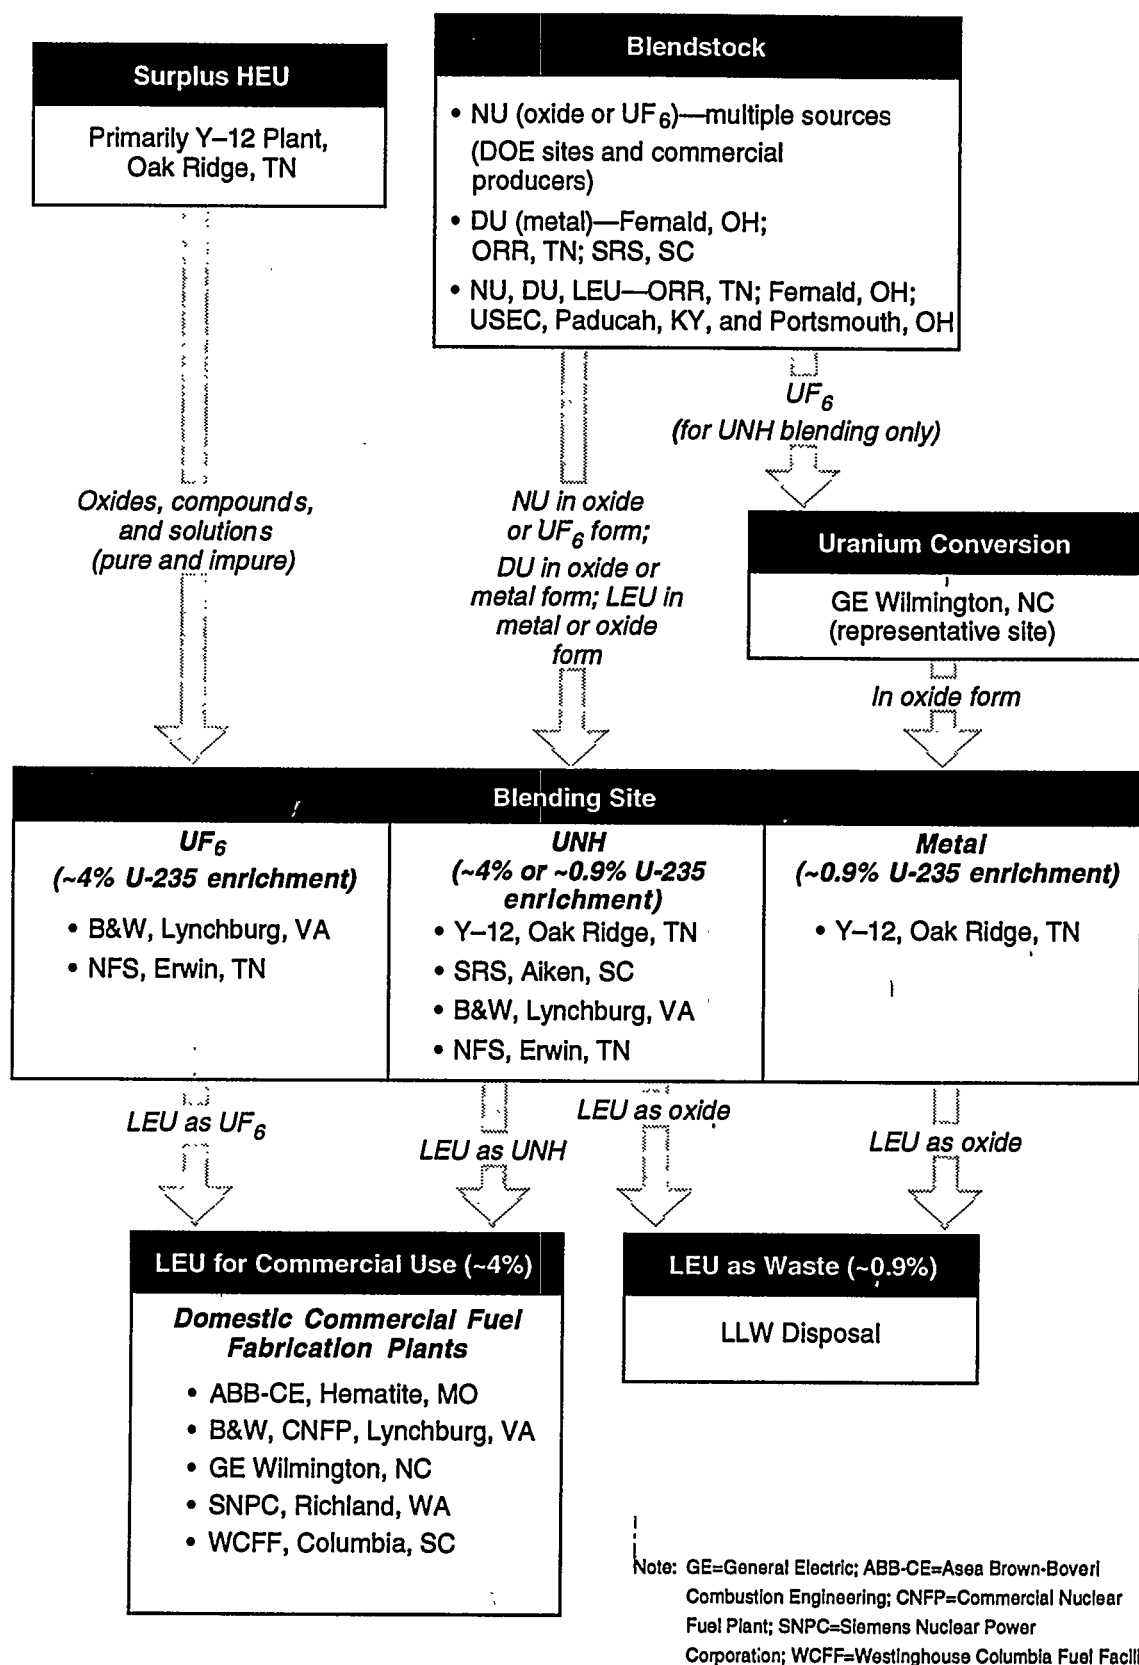 Surplus HEU
Primarily Y–12 Plant,
Oak Ridge, TN
Blendstock
• NU (oxide or UF6)—multiple sources
(DOE sites and commercial
producers)
• DU (metal)—Fernald, OH;
ORR, TN; SRS, SC
• NU, DU, LEU—ORR, TN; Fernald, OH;
USEC, Paducah, KY, and Portsmouth, OH
UF6
(for UNH blending only)
Oxides, compounds,
and solutions
(pure and impure)
NU in oxide
or UF6 form;
DU in oxide or
metal form; LEU in
metal or oxide
form
Uranium Conversion
GE Wilmington, NC
(representative site)
In oxide form
Blending Site
UF6
(~4% U-235 enrichment)
• B&W, Lynchburg, VA
• NFS, Erwin, TN
UNH
(~4% or ~0.9% U-235
enrichment)
• Y–12, Oak Ridge, TN
• SRS, Aiken, SC
• B&W, Lynchburg, VA
• NFS, Erwin, TN
Metal
(~0.9% U-235 enrichment)
• Y–12, Oak Ridge, TN
LEU as UF6
LEU as UNH
LEU as oxide
LEU as oxide
LEU for Commercial Use (~4%)
Domestic Commercial Fuel
Fabrication Plants
• ABB-CE, Hematite, MO
• B&W, CNFP, Lynchburg, VA
• GE Wilmington, NC
• SNPC, Richland, WA
• WCFF, Columbia, SC
LEU as Waste (~0.9%)
LLW Disposal
Note: GE=General Electric; ABB-CE=Asea Brown-Boveri
Combustion Engineering; CNFP=Commercial Nuclear
Fuel Plant; SNPC=Siemens Nuclear Power
Corporation; WCFF=Westinghouse Columbia Fuel Facili